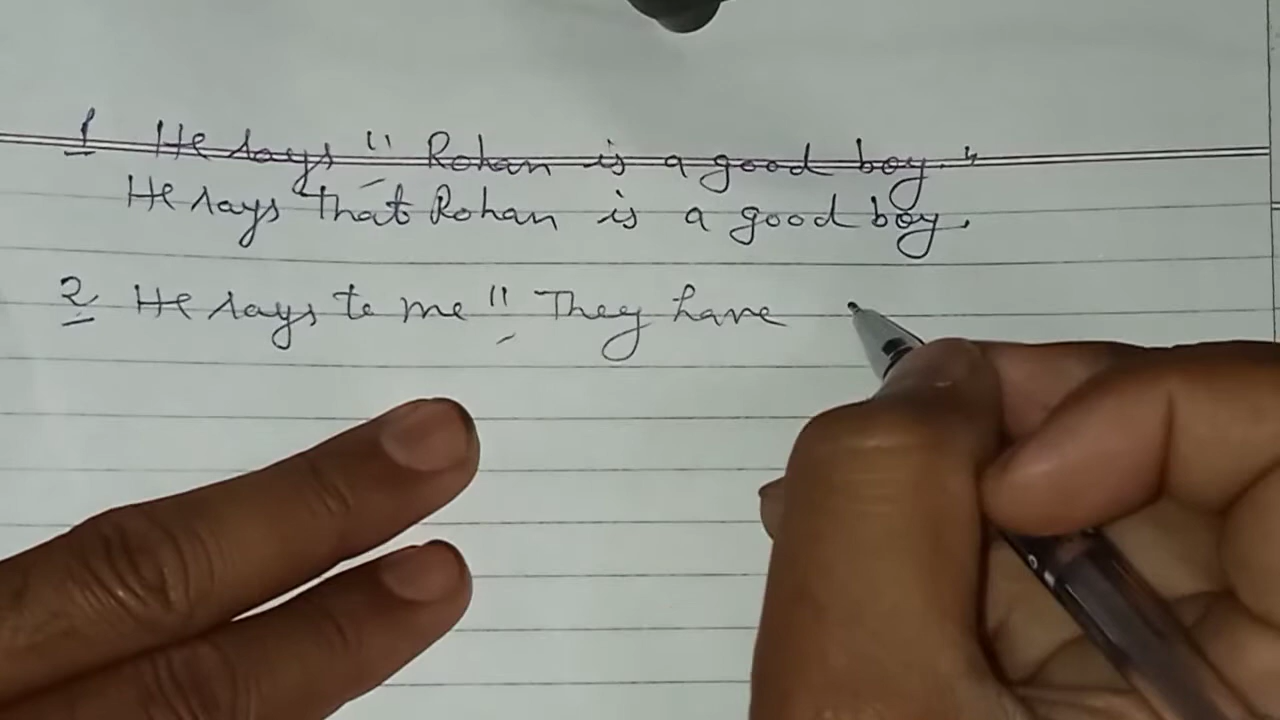 1 He says " Rohan is a good boy."
He says that Rohan is a good boy.
2 He says to me " They have